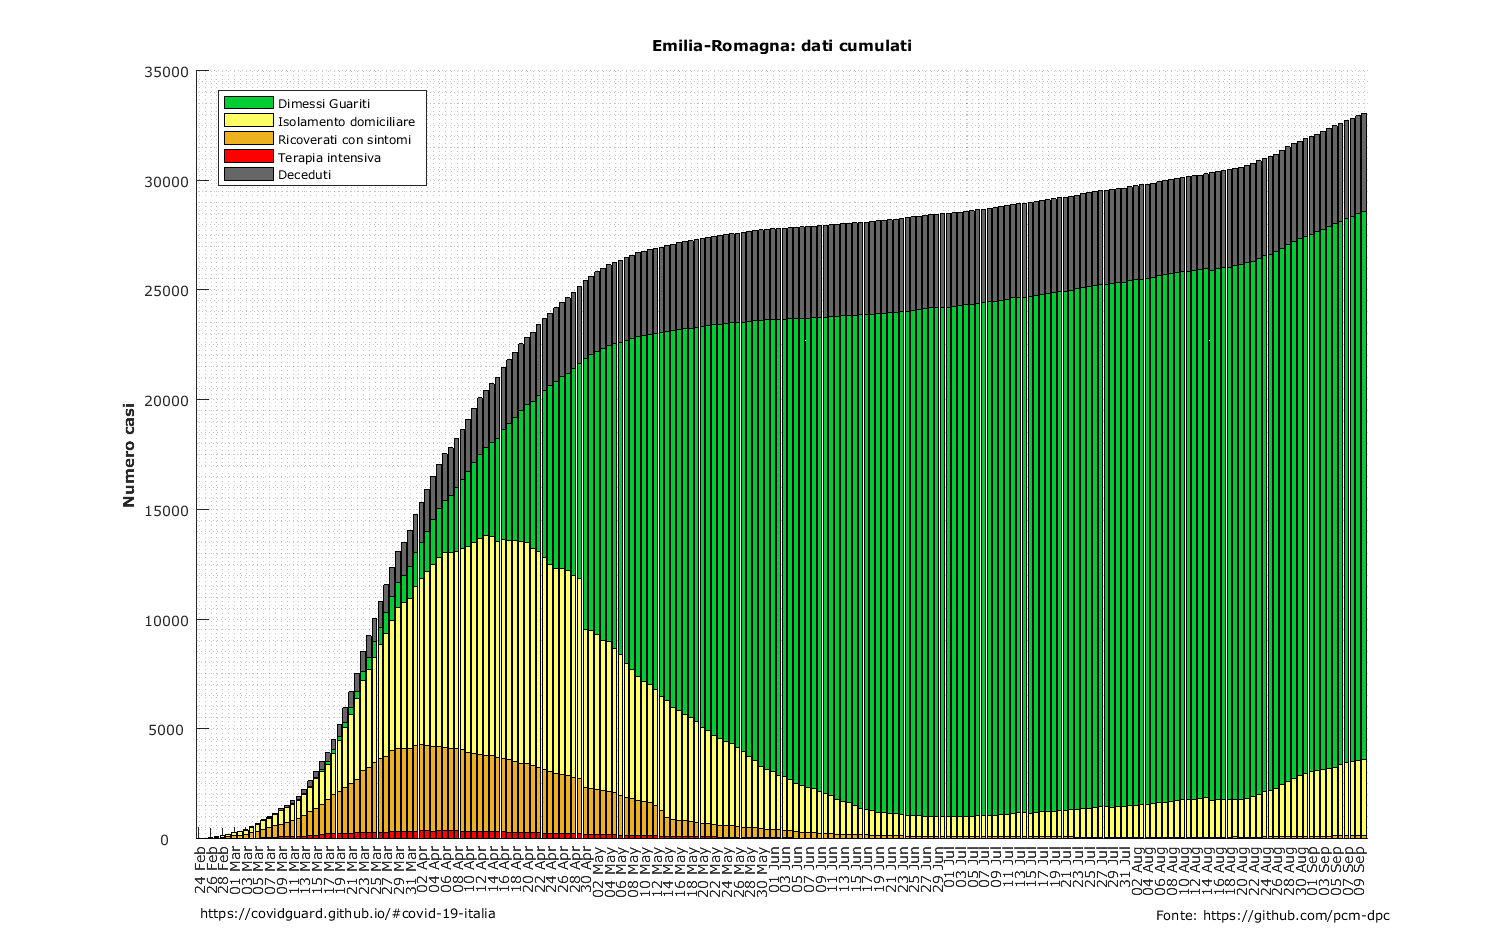 Emilia-Romagna: dati cumulati
35000
30000
25000
20000
15000
10000
5000
0
Numero casi
Dimessi Guariti
Isolamento domiciliare
Ricoverati con sintomi
Terapia intensiva
Deceduti
24 Feb
26 Feb
28 Feb
01 Mar
03 Mar
05 Mar
07 Mar
09 Mar
11 Mar
13 Mar
15 Mar
17 Mar
19 Mar
21 Mar
23 Mar
25 Mar
27 Mar
29 Mar
31 Mar
02 Apr
04 Apr
06 Apr
08 Apr
10 Apr
12 Apr
14 Apr
16 Apr
18 Apr
20 Apr
22 Apr
24 Apr
26 Apr
28 Apr
30 Apr
02 May
04 May
06 May
08 May
10 May
12 May
14 May
16 May
18 May
20 May
22 May
24 May
26 May
28 May
30 May
01 Jun
03 Jun
05 Jun
07 Jun
09 Jun
11 Jun
13 Jun
15 Jun
17 Jun
19 Jun
21 Jun
23 Jun
25 Jun
27 Jun
29 Jun
01 Jul
03 Jul
05 Jul
07 Jul
09 Jul
11 Jul
13 Jul
15 Jul
17 Jul
19 Jul
21 Jul
23 Jul
25 Jul
27 Jul
29 Jul
31 Jul
02 Aug
04 Aug
06 Aug
08 Aug
10 Aug
12 Aug
14 Aug
16 Aug
18 Aug
20 Aug
22 Aug
24 Aug
26 Aug
28 Aug
30 Aug
01 Sep
03 Sep
05 Sep
07 Sep
09 Sep
https://covidguard.github.io/#covid-19-italia
Fonte: https://github.com/pcm-dpc